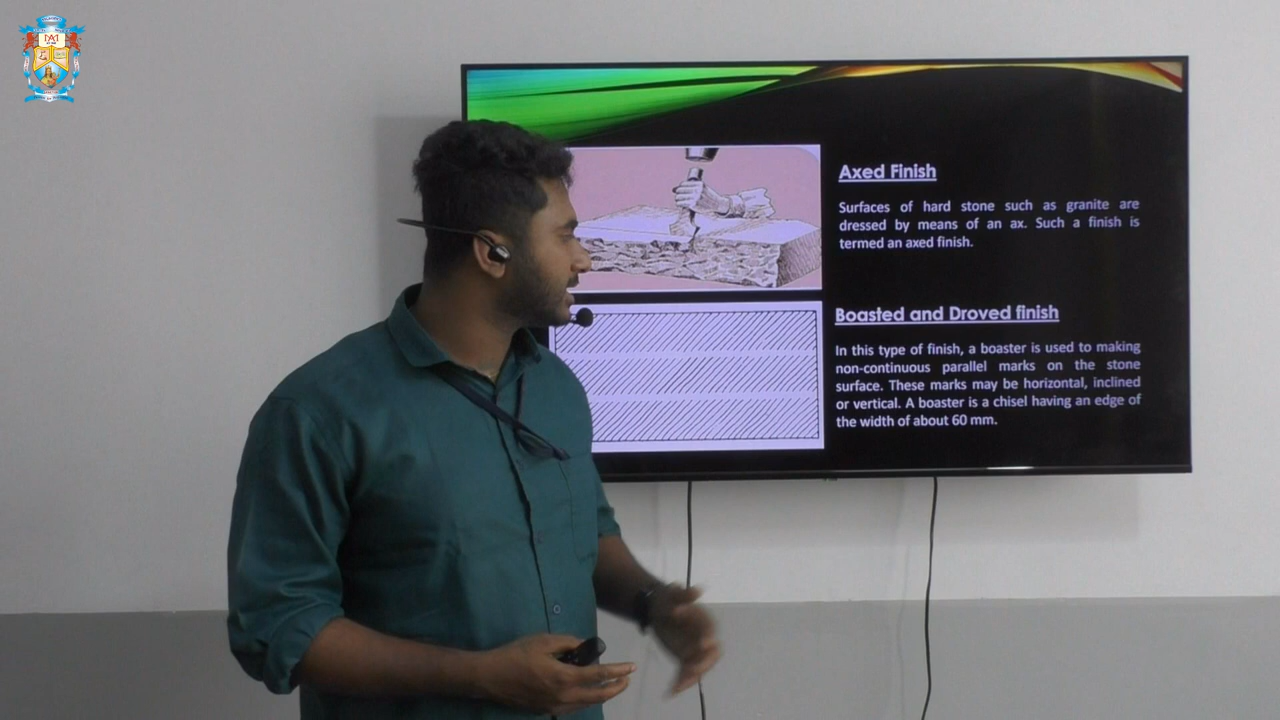 Axed Finish
Surfaces of hard stone such as granite are
dressed by means of an ax. Such a finish is
termed an axed finish.
Boasted and Droved finish
In this type of finish, a boaster is used to making
non-continuous parallel marks on the stone
surface. These marks may be horizontal, inclined
or vertical. A boaster is a chisel having an edge of
the width of about 60 mm.